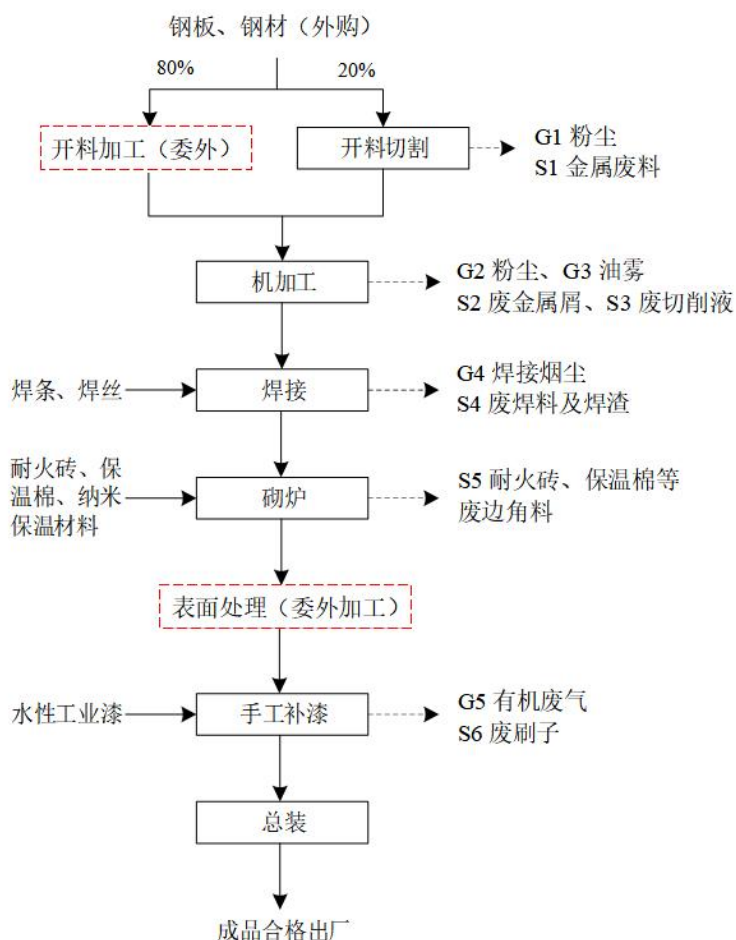 钢板、钢材（外购）
80%
20%
开料加工（委外）
开料切割
G1 粉尘
S1 金属废料
机加工
G2 粉尘、G3 油雾
S2 废金属屑、S3 废切削液
焊条、焊丝
焊接
G4 焊接烟尘
S4 废焊料及焊渣
耐火砖、保
温棉、纳米
保温材料
砌炉
S5 耐火砖、保温棉等
废边角料
表面处理（委外加工）
水性工业漆
手工补漆
G5 有机废气
S6 废刷子
总装
成品合格出厂